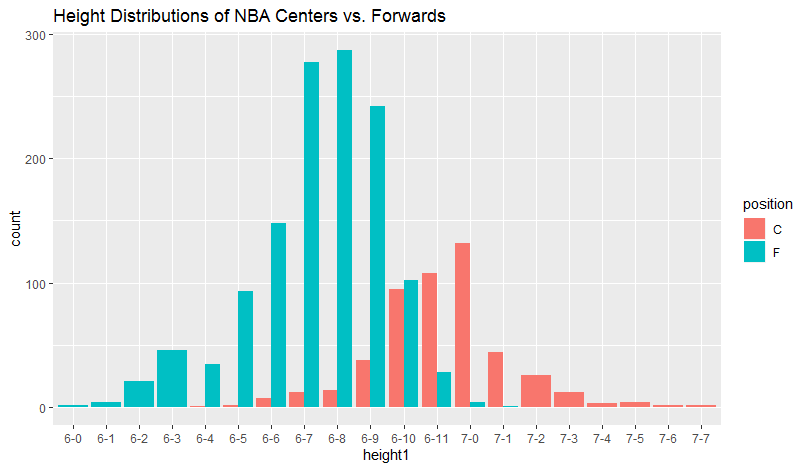 Height Distributions of NBA Centers vs. Forwards
300
200
100
0
count
6-0 6-1 6-2 6-3 6-4 6-5 6-6 6-7 6-8 6-9 6-10 6-11 7-0 7-1 7-2 7-3 7-4 7-5 7-6 7-7
height1
position
C
F